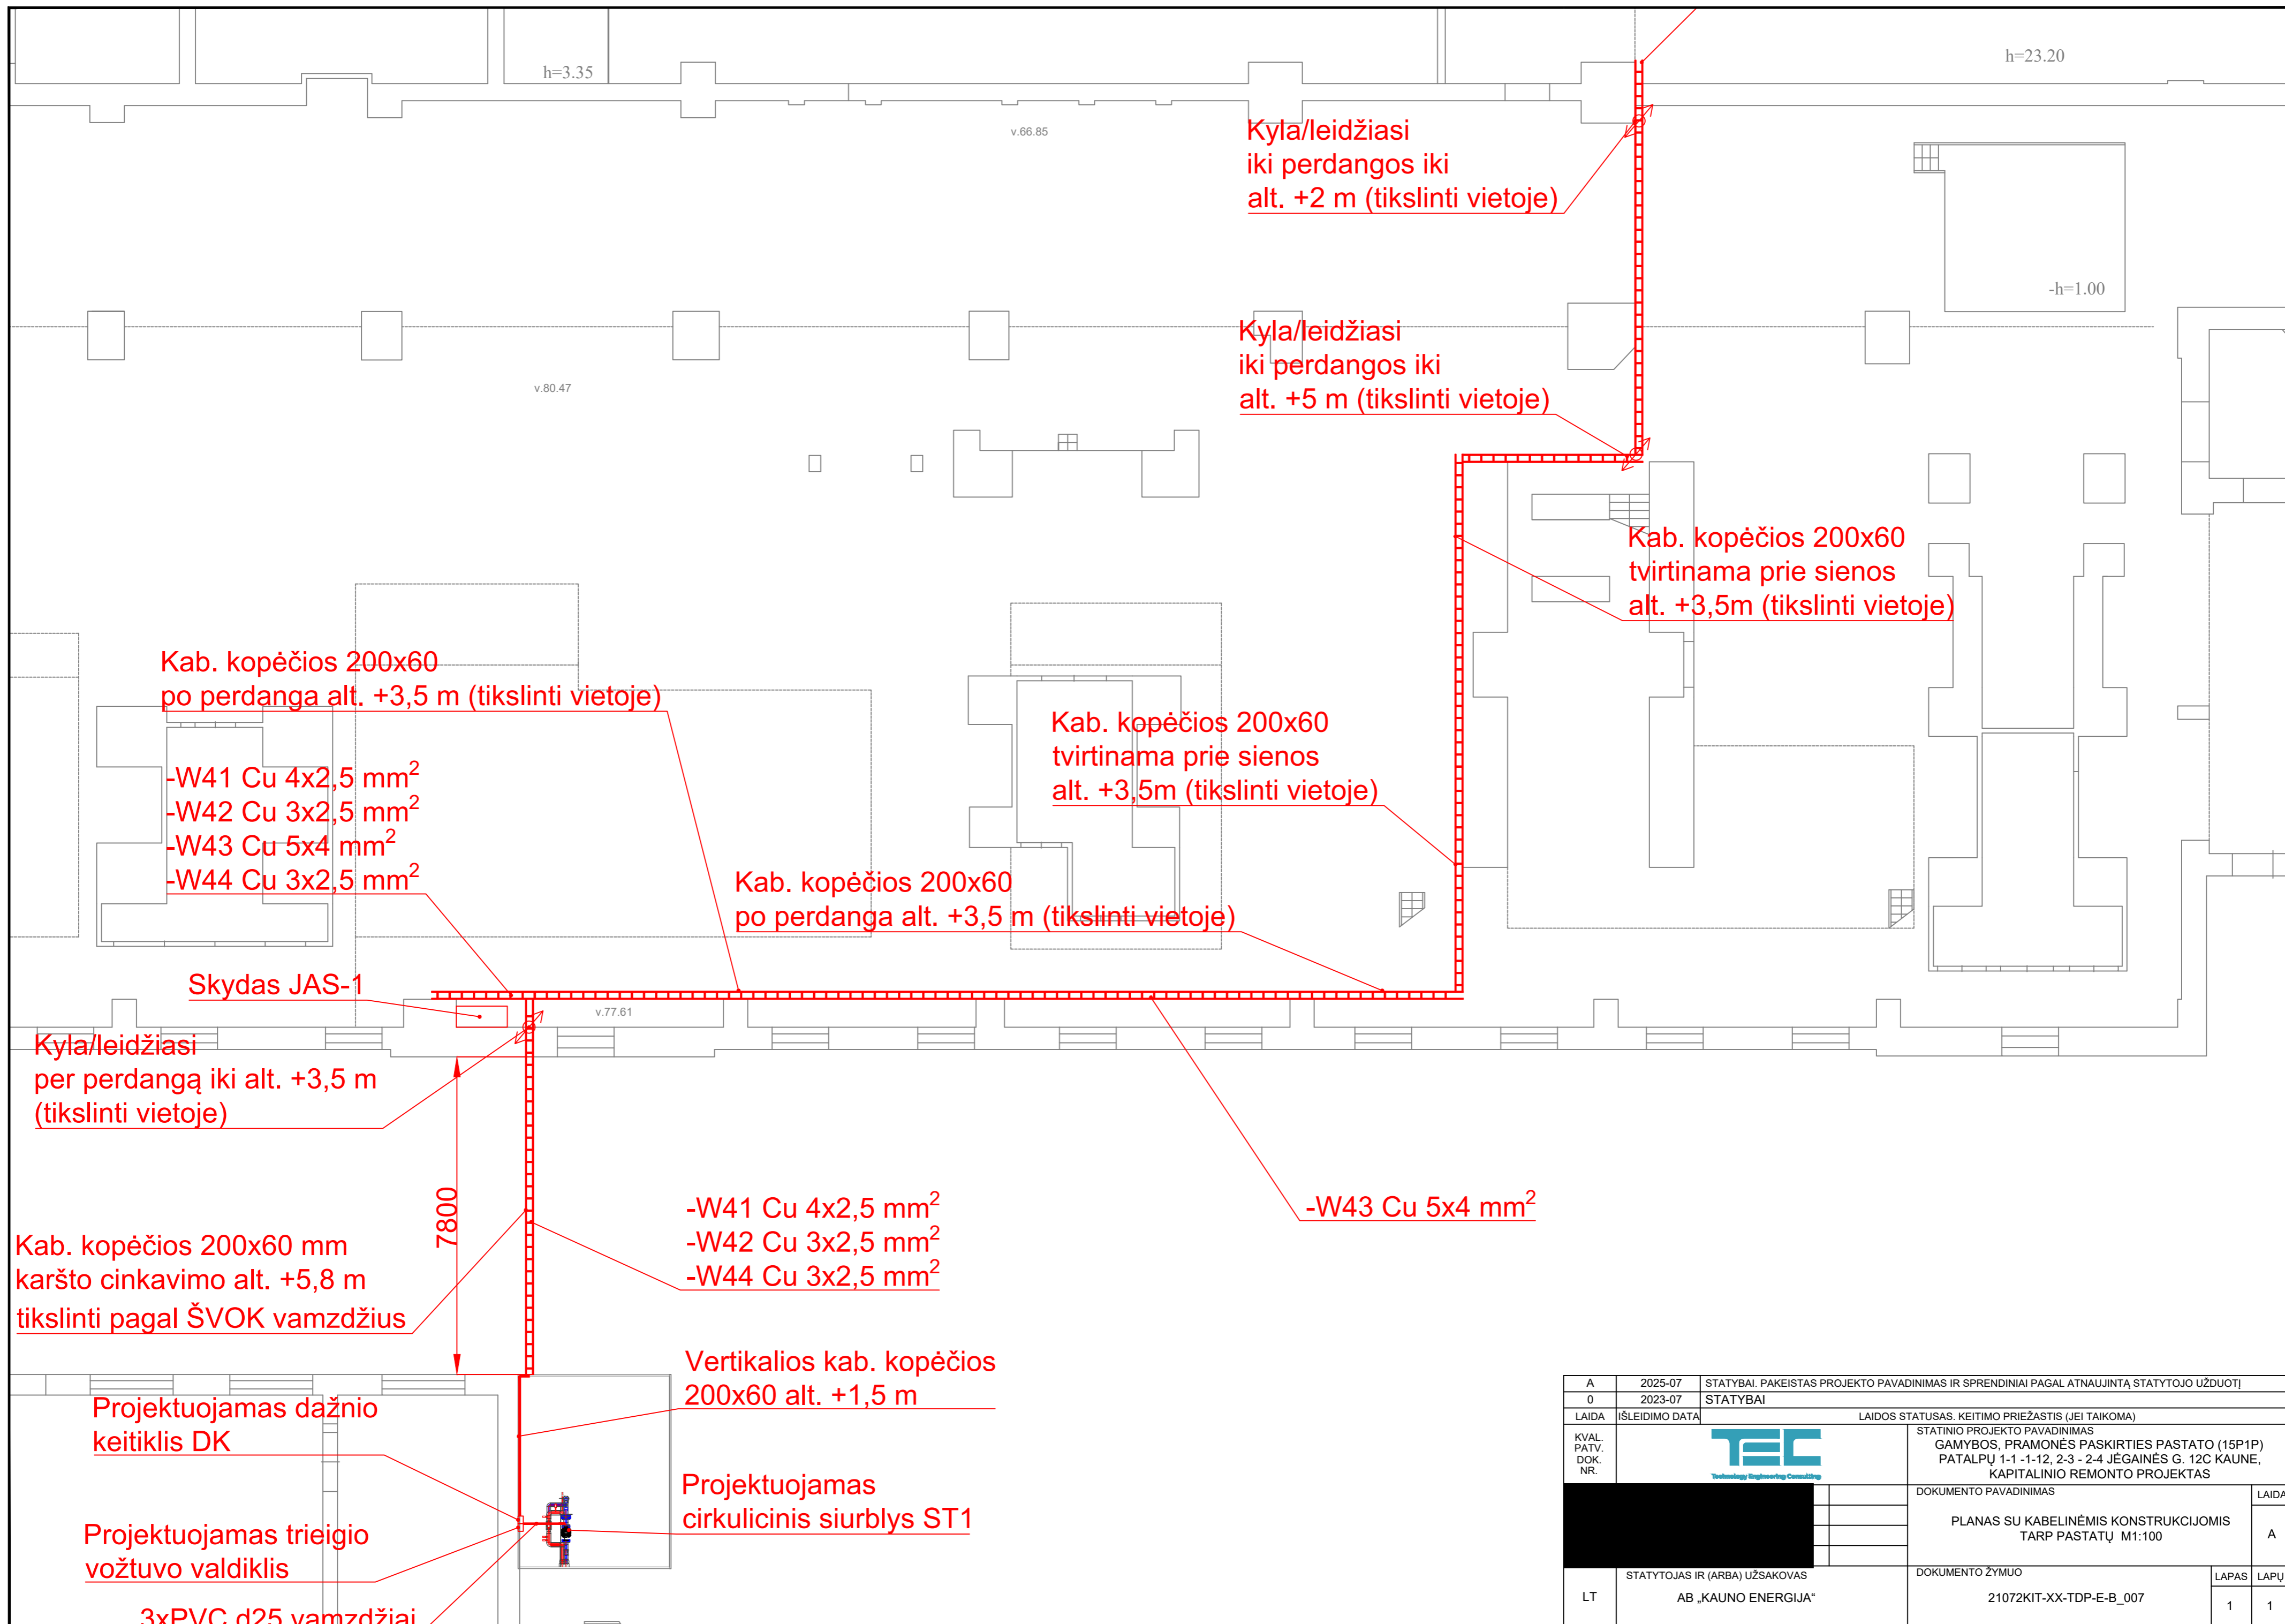 h=3.35
h=23.20
v.66.85
Kyla/leidžiasi
iki perdangos iki
alt. +2 m (tikslinti vietoje)
-h=1.00
Kyla/leidžiasi
iki perdangos iki
alt. +5 m (tikslinti vietoje)
v.80.47
Kab. kopėčios 200x60
tvirtinama prie sienos
alt. +3,5m (tikslinti vietoje)
Kab. kopėčios 200x60
po perdanga alt. +3,5 m (tikslinti vietoje)
Kab. kopėčios 200x60
tvirtinama prie sienos
alt. +3,5m (tikslinti vietoje)
-W41 Cu 4x2,5 mm²
-W42 Cu 3x2,5 mm²
-W43 Cu 5x4 mm²
-W44 Cu 3x2,5 mm²
Kab. kopėčios 200x60
po perdanga alt. +3,5 m (tikslinti vietoje)
Skydas JAS-1
v.77.61
Kyla/leidžiasi
per perdangą iki alt. +3,5 m
(tikslinti vietoje)
7800
-W41 Cu 4x2,5 mm²
-W42 Cu 3x2,5 mm²
-W44 Cu 3x2,5 mm²
-W43 Cu 5x4 mm²
Kab. kopėčios 200x60 mm
karšto cinkavimo alt. +5,8 m
tikslinti pagal ŠVOK vamzdžius
Vertikalios kab. kopėčios
200x60 alt. +1,5 m
Projektuojamas dažnio
keitiklis DK
Projektuojamas
cirkulicinis siurblys ST1
Projektuojamas trieigio
vožtuvo valdiklis
3xPVC d25 vamzdžiai
A 2025-07 STATYBAI. PAKEISTAS PROJEKTO PAVADINIMAS IR SPRENDINIAI PAGAL ATNAUJINTĄ STATYTOJO UŽDUOTĮ
0 2023-07 STATYBAI
LAIDA IŠLEIDIMO DATA LAIDOS STATUSAS. KEITIMO PRIEŽASTIS (JEI TAIKOMA)
KVAL.
PATV.
DOK.
NR.
TEC
Technology Engineering Consulting
STATINIO PROJEKTO PAVADINIMAS
GAMYBOS, PRAMONĖS PASKIRTIES PASTATO (15P1P)
PATALPŲ 1-1 -1-12, 2-3 - 2-4 JĖGAINĖS G. 12C KAUNE,
KAPITALINIO REMONTO PROJEKTAS
DOKUMENTO PAVADINIMAS LAIDA
PLANAS SU KABELINĖMIS KONSTRUKCIJOMIS
TARP PASTATŲ M1:100
A
STATYTOJAS IR (ARBA) UŽSAKOVAS
LT AB „KAUNO ENERGIJA“
DOKUMENTO ŽYMUO LAPAS LAPŲ
21072KIT-XX-TDP-E-B_007 1 1